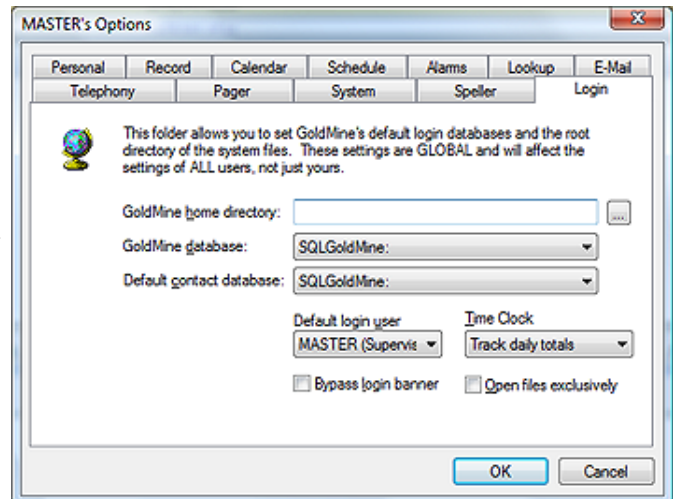 MASTER's Options
Personal Record Calendar Schedule Alarms Lookup E-Mail
Telephony Pager System Speller Login
This folder allows you to set GoldMine's default login databases and the root
directory of the system files. These settings are GLOBAL and will affect the
settings of ALL users, not just yours.
GoldMine home directory: ...
GoldMine database: SQLGoldMine:
Default contact database: SQLGoldMine:
Default login user Time Clock
MASTER (Supervis Track daily totals
Bypass login banner Open files exclusively
OK Cancel